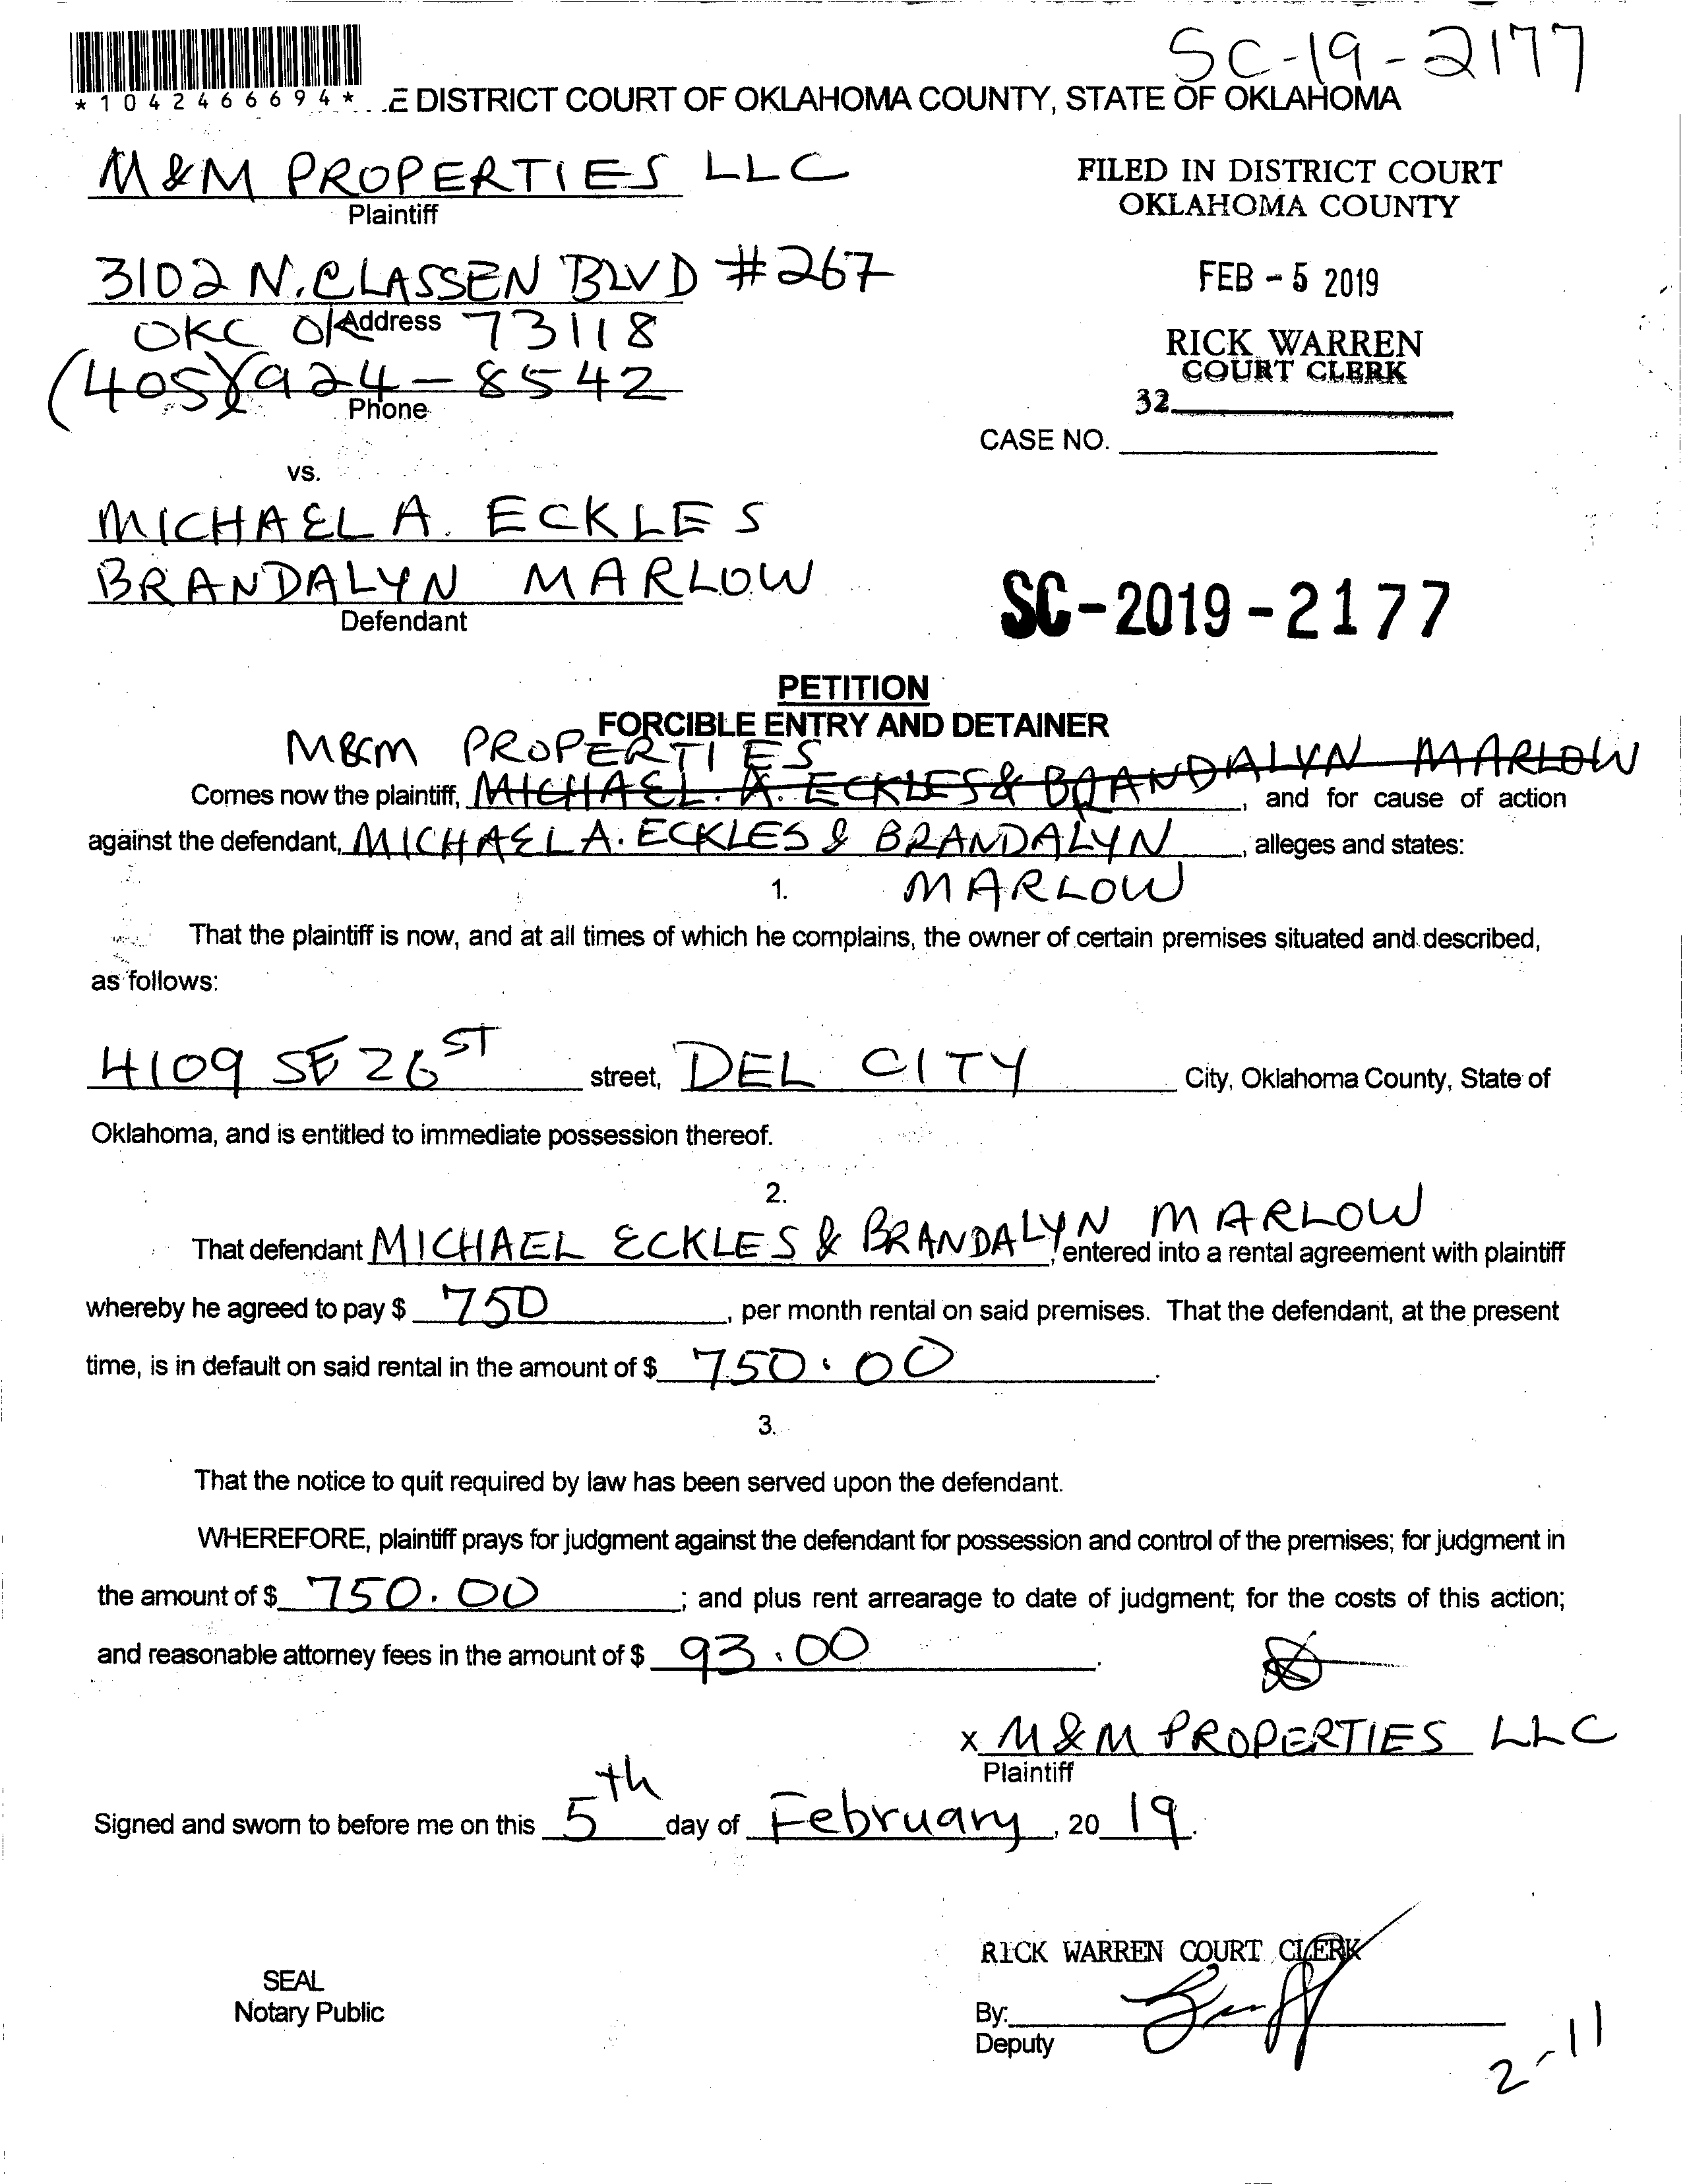 SC-19-2177
*1042466694* E DISTRICT COURT OF OKLAHOMA COUNTY, STATE OF OKLAHOMA
M&M PROPERTIES LLC
Plaintiff
FILED IN DISTRICT COURT
OKLAHOMA COUNTY
3102 N. CLASSEN BLVD #267
Address
OKC OK 73118
FEB - 5 2019
(405) 924-8542
Phone
RICK WARREN
COURT CLERK
32
CASE NO.
vs.
MICHAEL A. ECKLES
BRANDALYN MARLOW
Defendant
SC-2019-2177
PETITION
FORCIBLE ENTRY AND DETAINER
M&M PROPERTIES
Comes now the plaintiff, MICHAEL. A. ECKLES & BRANDALYN MARLOW, and for cause of action
against the defendant, MICHAEL A. ECKLES & BRANDALYN, alleges and states:
MARLOW
1.
That the plaintiff is now, and at all times of which he complains, the owner of certain premises situated and described,
as follows:
4109 SE 26 ST street, DEL CITY City, Oklahoma County, State of
Oklahoma, and is entitled to immediate possession thereof.
2.
That defendant MICHAEL ECKLES & BRANDALYN MARLOW, entered into a rental agreement with plaintiff
whereby he agreed to pay $ 750, per month rental on said premises. That the defendant, at the present
time, is in default on said rental in the amount of $ 750.00.
3.
That the notice to quit required by law has been served upon the defendant.
WHEREFORE, plaintiff prays for judgment against the defendant for possession and control of the premises; for judgment in
the amount of $ 750.00; and plus rent arrearage to date of judgment; for the costs of this action;
and reasonable attorney fees in the amount of $ 93.00.
x M&M PROPERTIES LLC
Plaintiff
Signed and sworn to before me on this 5th day of February, 2019.
RICK WARREN COURT CLERK
SEAL
Notary Public
By:
Deputy
2-11